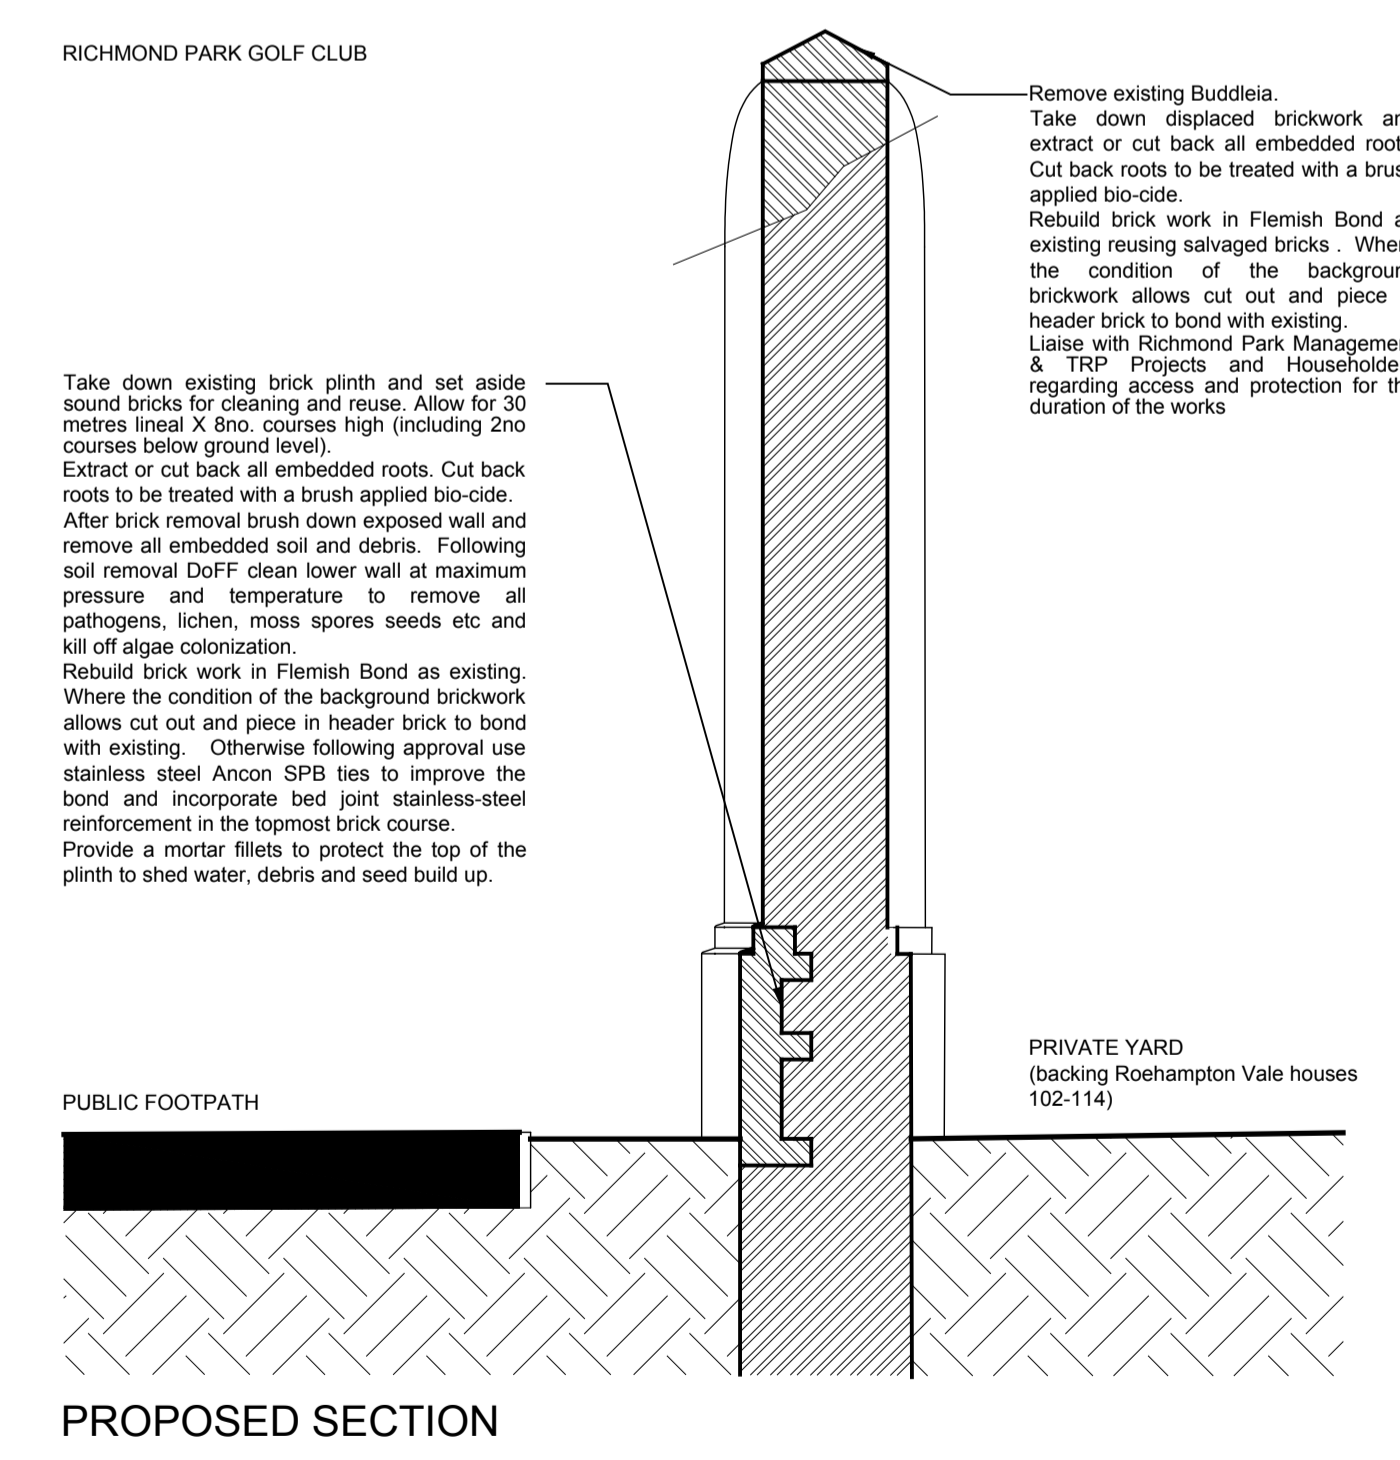 RICHMOND PARK GOLF CLUB
Remove existing Buddleia.
Take down displaced brickwork
extract or cut back all embedded
Cut back roots to be treated with a
applied bio-cide.
Rebuild brick work in Flemish Bond
existing reusing salvaged bricks .
the condition of the
brickwork allows cut out and piece
header brick to bond with existing.
Liaise with Richmond Park
& TRP Projects and
regarding access and protection for
duration of the works
Take down existing brick plinth and set aside
sound bricks for cleaning and reuse. Allow for 30
metres lineal X 8no. courses high (including 2no
courses below ground level).
Extract or cut back all embedded roots. Cut back
roots to be treated with a brush applied bio-cide.
After brick removal brush down exposed wall and
remove all embedded soil and debris. Following
soil removal DoFF clean lower wall at maximum
pressure and temperature to remove all
pathogens, lichen, moss spores seeds etc and
kill off algae colonization.
Rebuild brick work in Flemish Bond as existing.
Where the condition of the background brickwork
allows cut out and piece in header brick to bond
with existing. Otherwise following approval use
stainless steel Ancon SPB ties to improve the
bond and incorporate bed joint stainless-steel
reinforcement in the topmost brick course.
Provide a mortar fillets to protect the top of the
plinth to shed water, debris and seed build up.
PRIVATE YARD
(backing Roehampton Vale houses
102-114)
PUBLIC FOOTPATH
PROPOSED SECTION